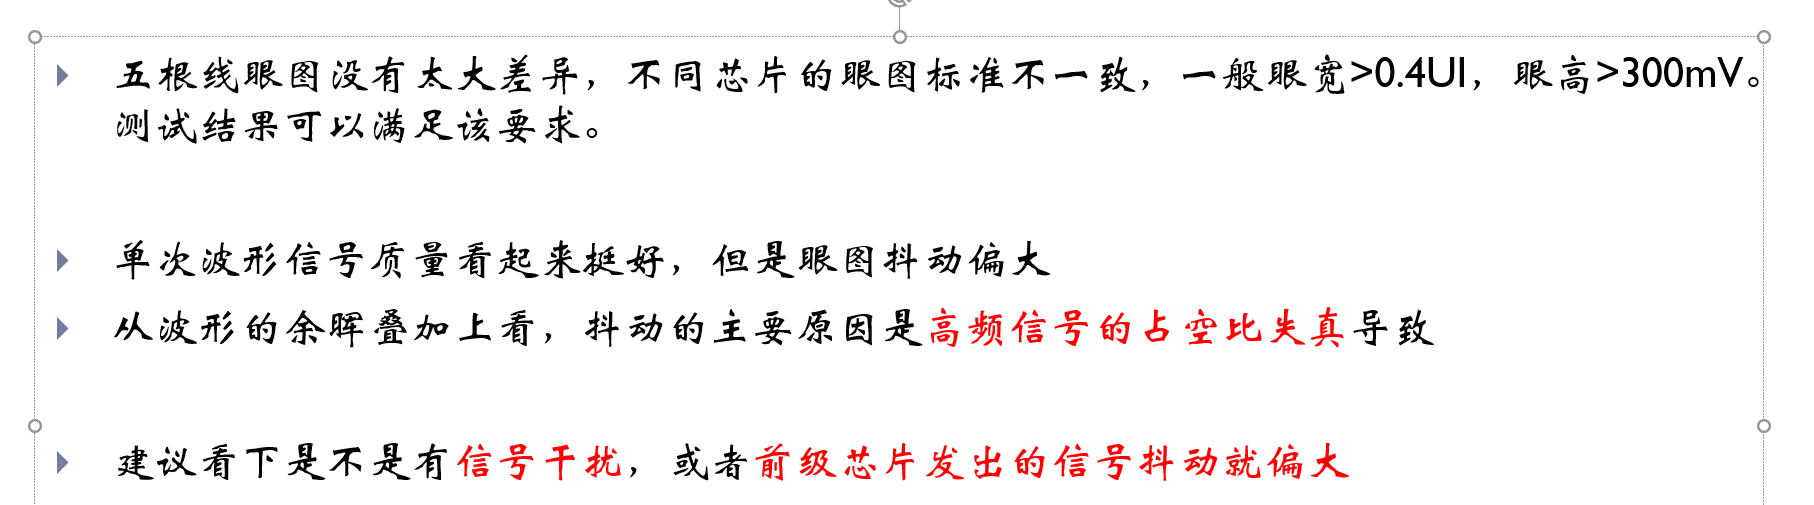 五根线眼图没有太大差异，不同芯片的眼图标准不一致，一般眼宽>0.4UI，眼高>300mV。
测试结果可以满足该要求。
单次波形信号质量看起来挺好，但是眼图抖动偏大
从波形的余晖叠加上看，抖动的主要原因是高频信号的占空比失真导致
建议看下是不是有信号干扰，或者前级芯片发出的信号抖动就偏大